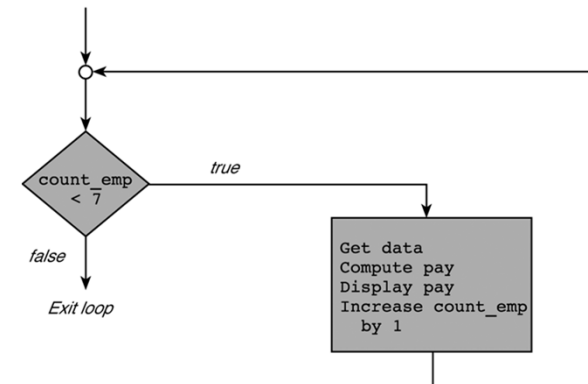 true
count_emp
< 7
false
Exit loop
Get data
Compute pay
Display pay
Increase count_emp
by 1